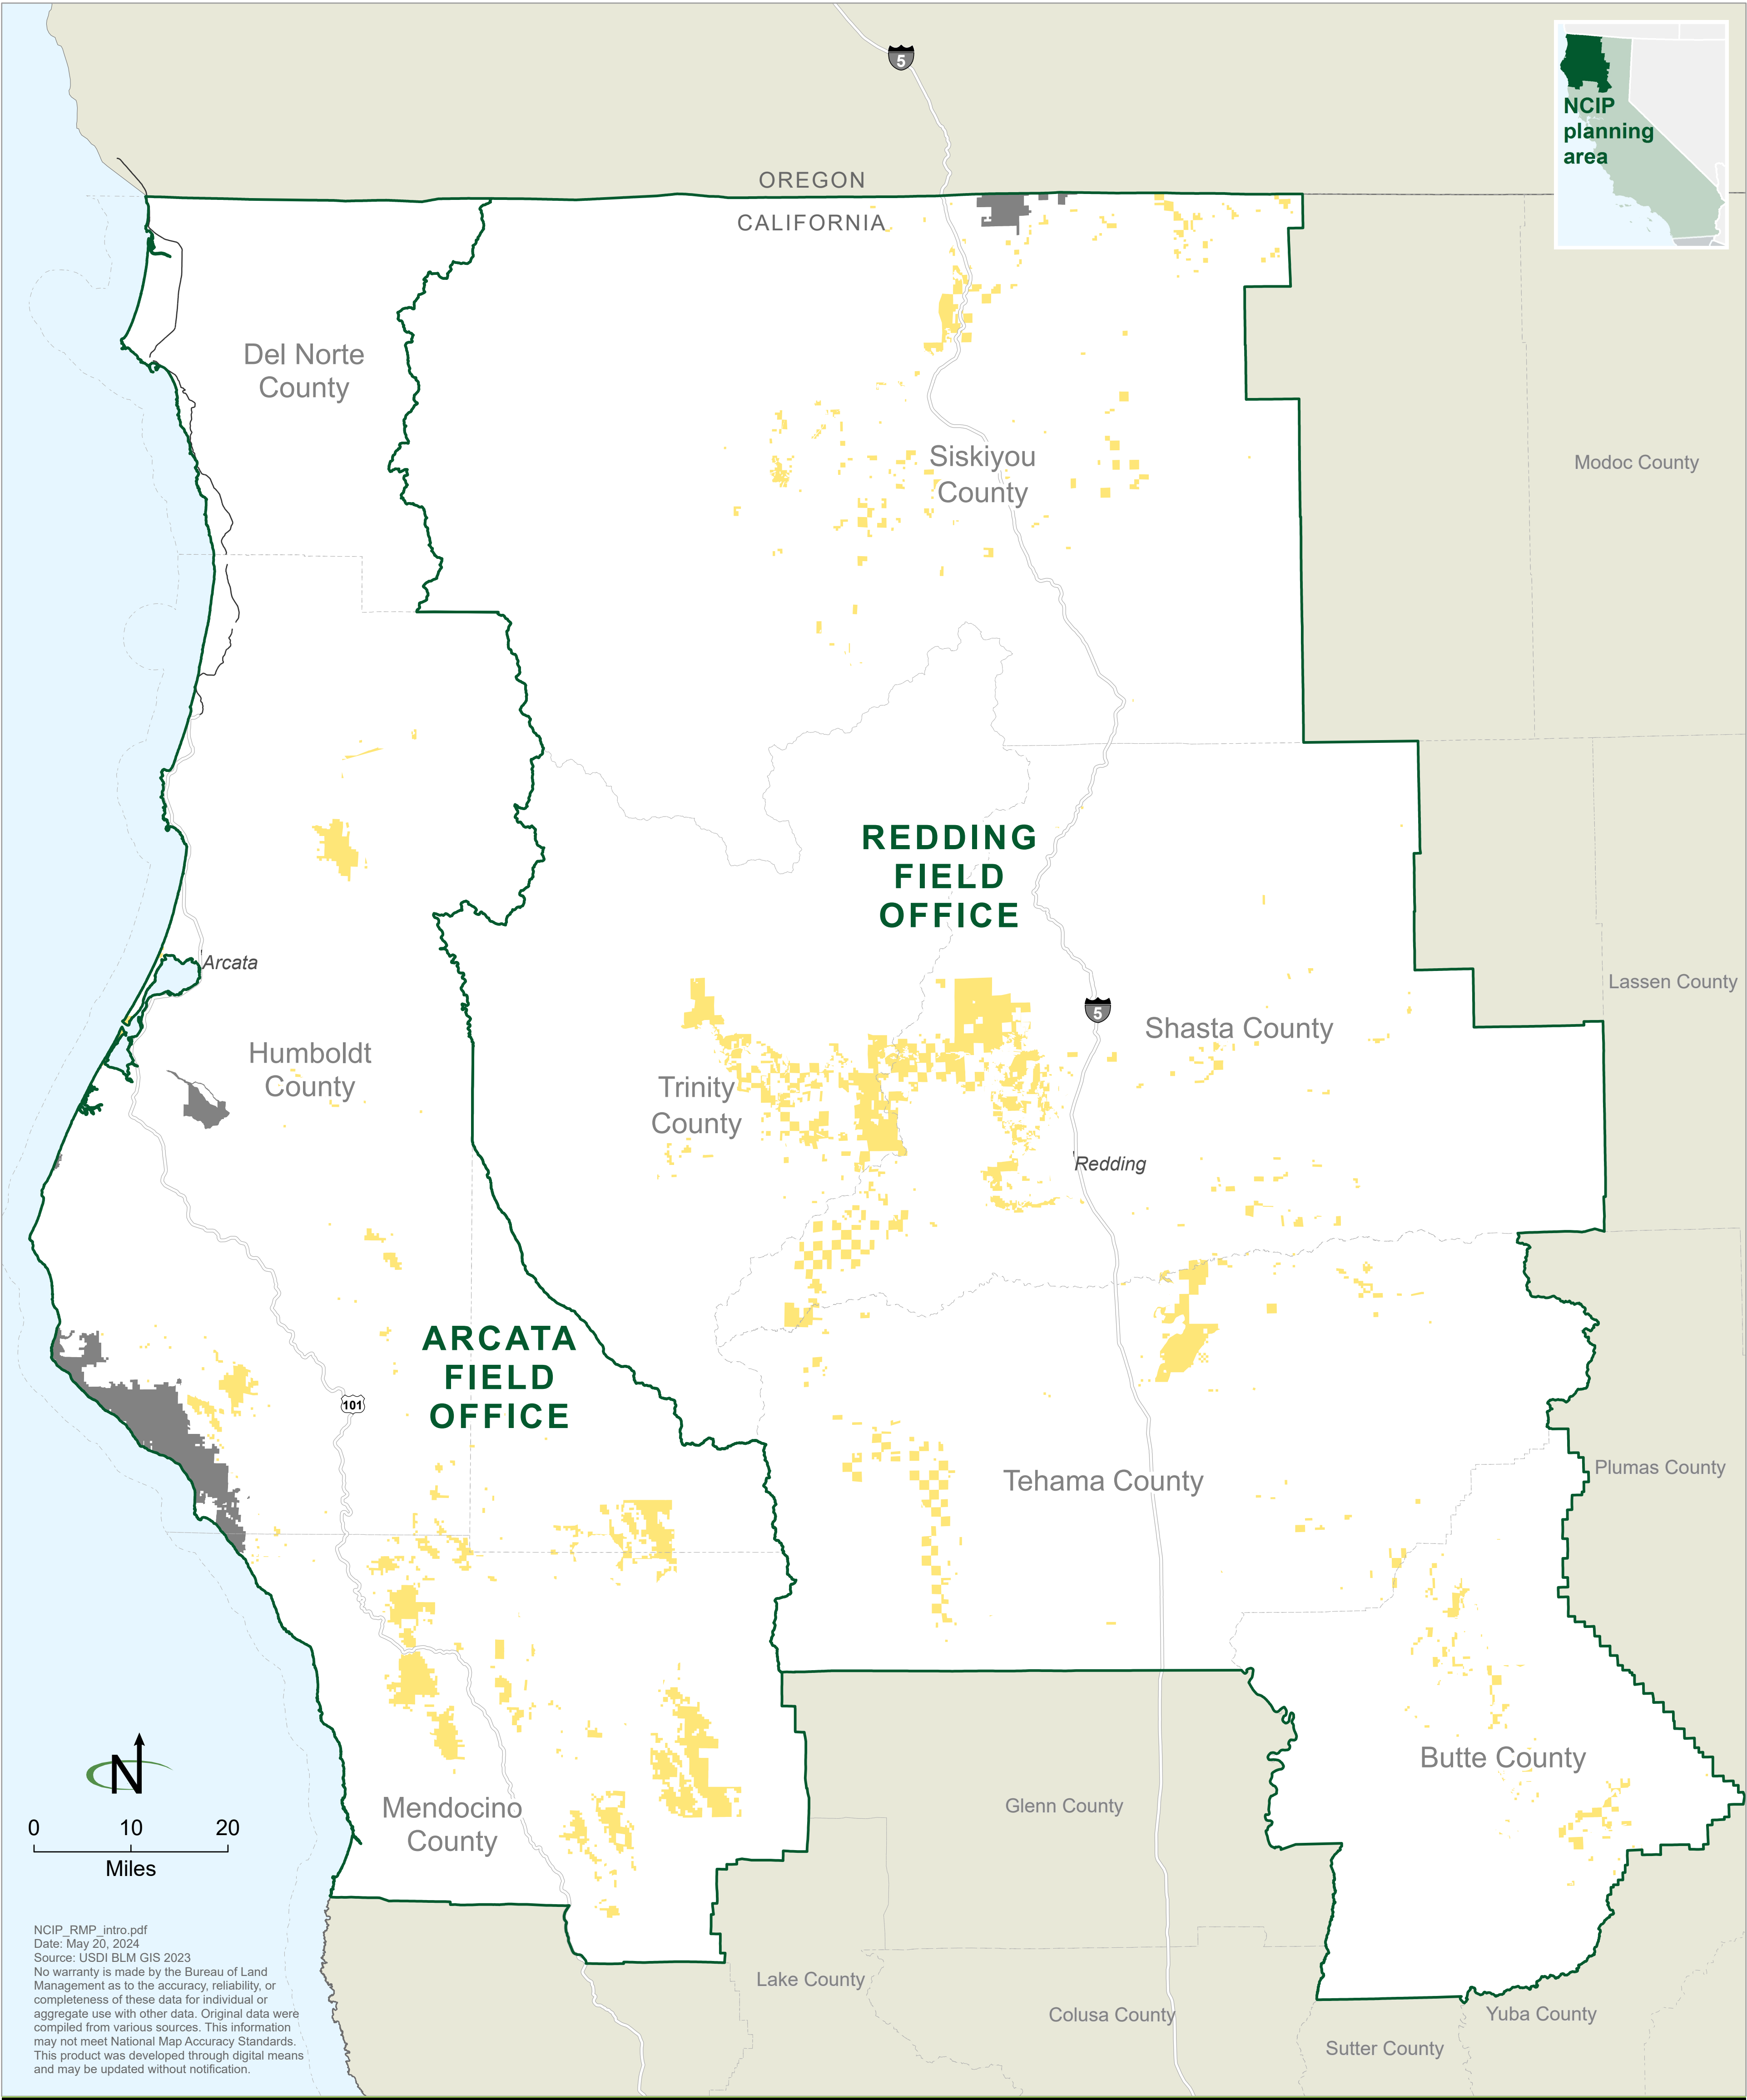 5
NCIP
planning
area
OREGON
CALIFORNIA
Del Norte
County
Siskiyou
County
Modoc County
REDDING
FIELD
OFFICE
Arcata
Lassen County
5
Shasta County
Humboldt
County
Trinity
County
Redding
ARCATA
FIELD
OFFICE
101
Tehama County
Plumas County
Butte County
N
Mendocino
County
Glenn County
0 10 20
Miles
NCIP_RMP_intro.pdf
Date: May 20, 2024
Source: USDI BLM GIS 2023
No warranty is made by the Bureau of Land
Management as to the accuracy, reliability, or
completeness of these data for individual or
aggregate use with other data. Original data were
compiled from various sources. This information
may not meet National Map Accuracy Standards.
This product was developed through digital means
and may be updated without notification.
Lake County
Colusa County
Yuba County
Sutter County